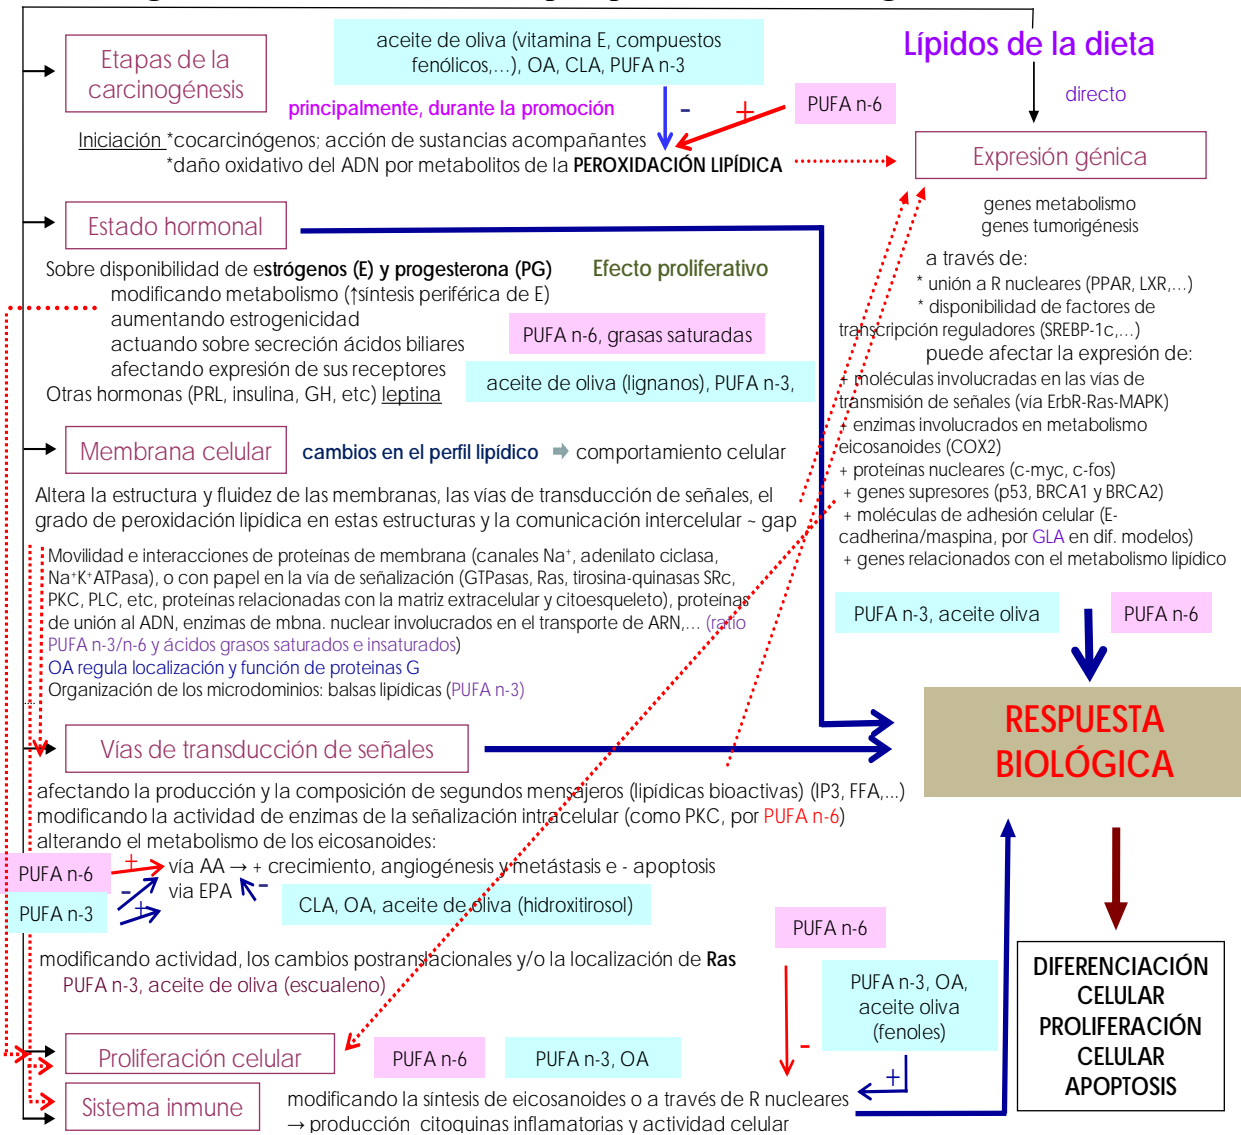 aceite de oliva (vitamina E, compuestos
fenólicos,...), OA, CLA, PUFA n-3
Lípidos de la dieta
Etapas de la
carcinogénesis
principalmente, durante la promoción
-
+
PUFA n-6
directo
Iniciación *cocarcinógenos; acción de sustancias acompañantes
*daño oxidativo del ADN por metabolitos de la PEROXIDACIÓN LIPÍDICA
Expresión génica
genes metabolismo
genes tumorigénesis
a través de:
* unión a R nucleares (PPAR, LXR,...)
* disponibilidad de factores de
transcripción reguladores (SREBP-1c,...)
puede afectar la expresión de:
+ moléculas involucradas en las vías de
transmisión de señales (vía ErbR-Ras-MAPK)
+ enzimas involucrados en metabolismo
eicosanoides (COX2)
+ proteínas nucleares (c-myc, c-fos)
+ genes supresores (p53, BRCA1 y BRCA2)
+ moléculas de adhesión celular (E-
cadherina/maspina, por GLA en dif. modelos)
+ genes relacionados con el metabolismo lipídico
PUFA n-3, aceite oliva
PUFA n-6
Estado hormonal
Sobre disponibilidad de estrógenos (E) y progesterona (PG)
Efecto proliferativo
modificando metabolismo (↑síntesis periférica de E)
aumentando estrogenicidad
actuando sobre secreción ácidos biliares
afectando expresión de sus receptores
Otras hormonas (PRL, insulina, GH, etc) leptina
PUFA n-6, grasas saturadas
aceite de oliva (lignanos), PUFA n-3,
Membrana celular
cambios en el perfil lipídico ➡ comportamiento celular
Altera la estructura y fluidez de las membranas, las vías de transducción de señales, el
grado de peroxidación lipídica en estas estructuras y la comunicación intercelular ~ gap
Movilidad e interacciones de proteínas de membrana (canales Na⁺, adenilato ciclasa,
Na⁺K⁺ATPasa), o con papel en la vía de señalización (GTPasas, Ras, tirosina-quinasas SRc,
PKC, PLC, etc, proteínas relacionadas con la matriz extracelular y citoesqueleto), proteínas
de unión al ADN, enzimas de mbna. nuclear involucrados en el transporte de ARN,... (ratio
PUFA n-3/n-6 y ácidos grasos saturados e insaturados)
OA regula localización y función de proteinas G
Organización de los microdominios: balsas lipídicas (PUFA n-3)
Vías de transducción de señales
afectando la producción y la composición de segundos mensajeros (lipídicas bioactivas) (IP3, FFA,...)
modificando la actividad de enzimas de la señalización intracelular (como PKC, por PUFA n-6)
alterando el metabolismo de los eicosanoides:
PUFA n-6
+
vía AA → + crecimiento, angiogénesis y metástasis e - apoptosis
-
via EPA
-
PUFA n-3
+
CLA, OA, aceite de oliva (hidroxitirosol)
modificando actividad, los cambios postranslacionales y/o la localización de Ras
PUFA n-3, aceite de oliva (escualeno)
Proliferación celular
PUFA n-6
PUFA n-3, OA
PUFA n-6
-
PUFA n-3, OA,
aceite oliva
(fenoles)
+
Sistema inmune
modificando la síntesis de eicosanoides o a través de R nucleares
→ producción citoquinas inflamatorias y actividad celular
RESPUESTA
BIOLÓGICA
DIFERENCIACIÓN
CELULAR
PROLIFERACIÓN
CELULAR
APOPTOSIS